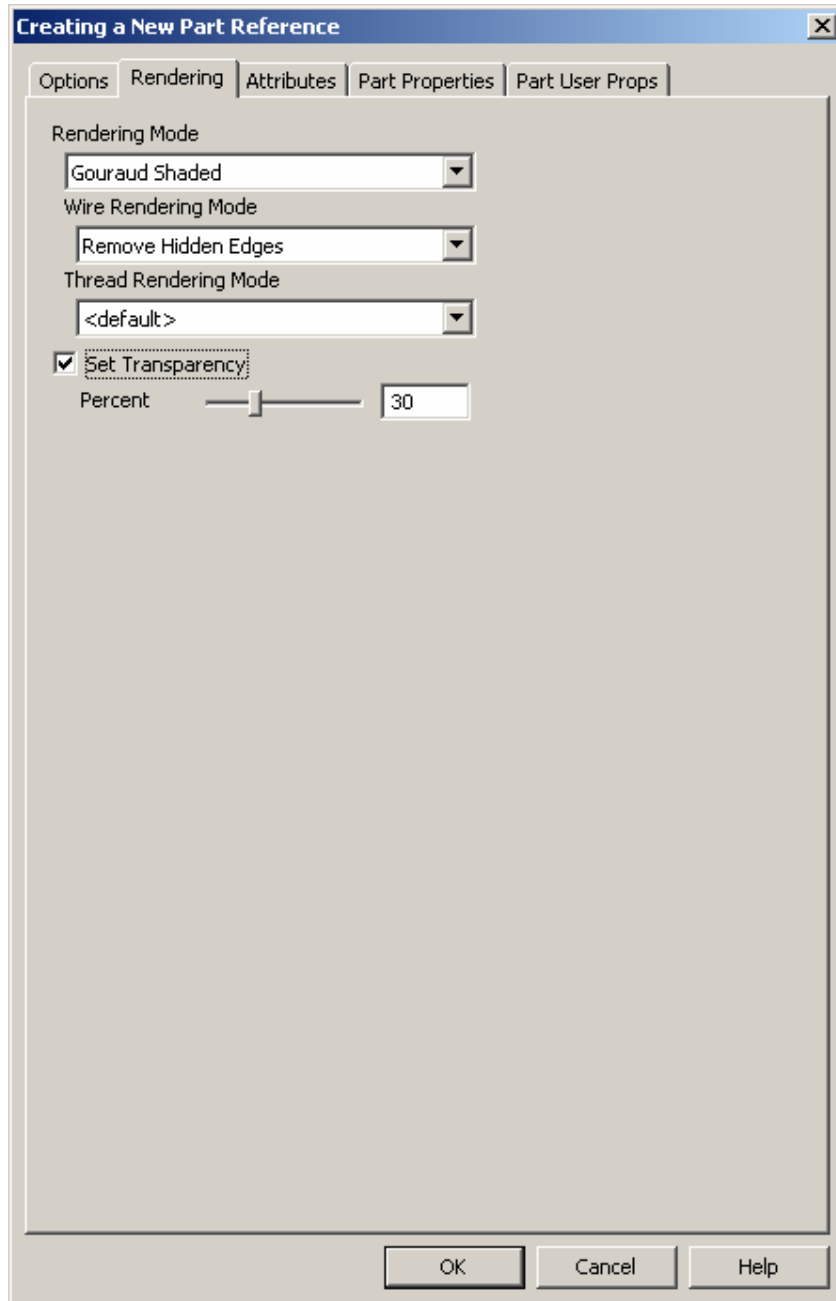 Creating a New Part Reference
Options Rendering Attributes Part Properties Part User Props
Rendering Mode
Gouraud Shaded
Wire Rendering Mode
Remove Hidden Edges
Thread Rendering Mode
<default>
Set Transparency
Percent 30
OK Cancel Help